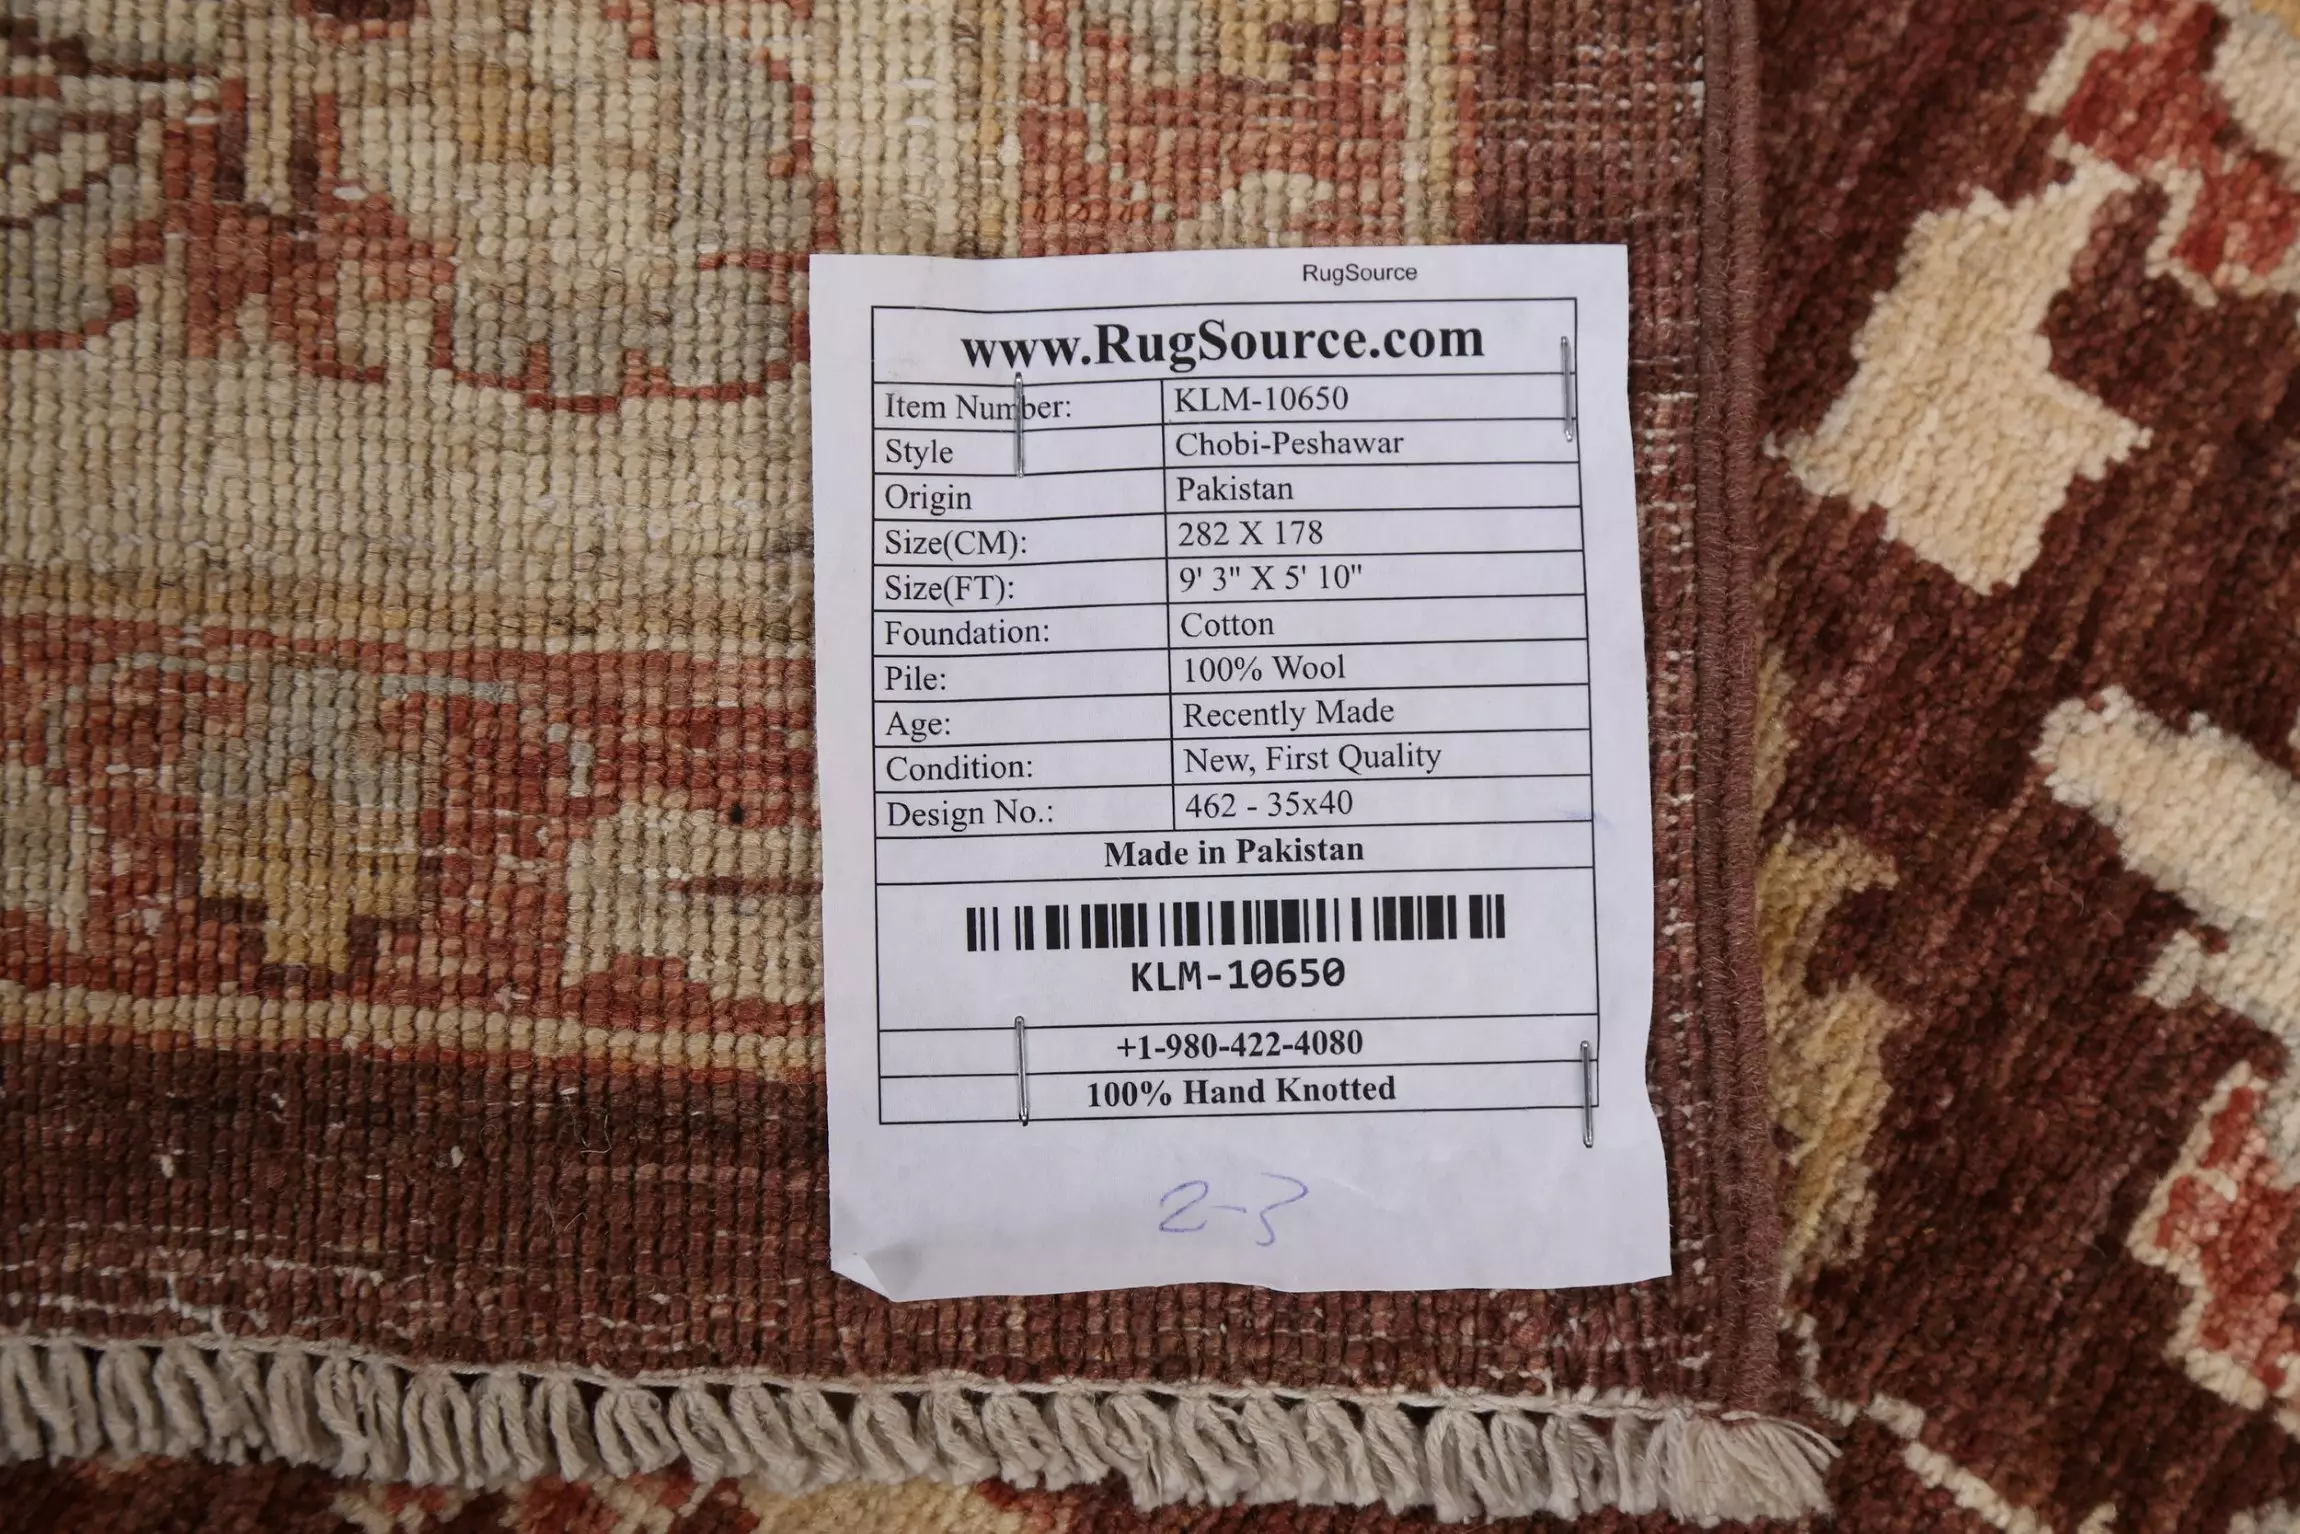 RugSource
www.RugSource.com
Item Number: KLM-10650
Style Chobi-Peshawar
Origin Pakistan
Size(CM): 282 X 178
Size(FT): 9' 3" X 5' 10"
Foundation: Cotton
Pile: 100% Wool
Age: Recently Made
Condition: New, First Quality
Design No.: 462 - 35x40
Made in Pakistan
KLM-10650
+1-980-422-4080
100% Hand Knotted
2-3